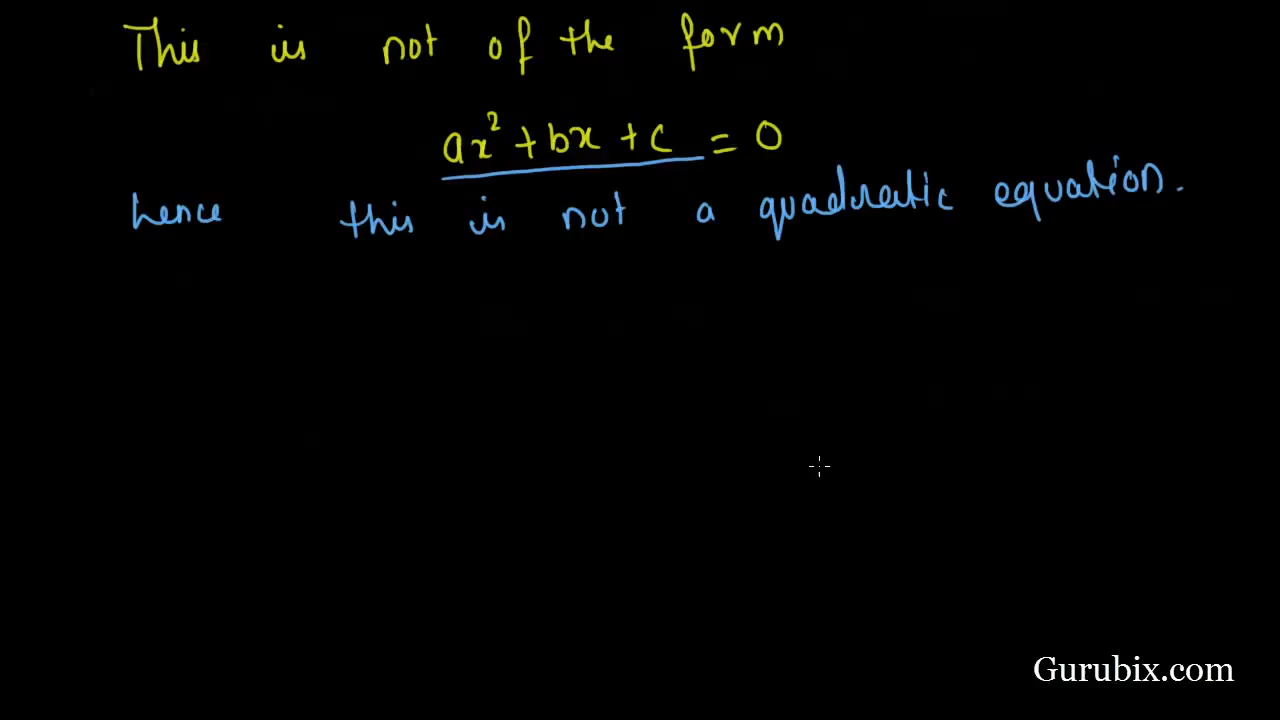 This is not of the form
ax² + bx + c = 0
hence this is not a quadratic equation.
Gurubix.com